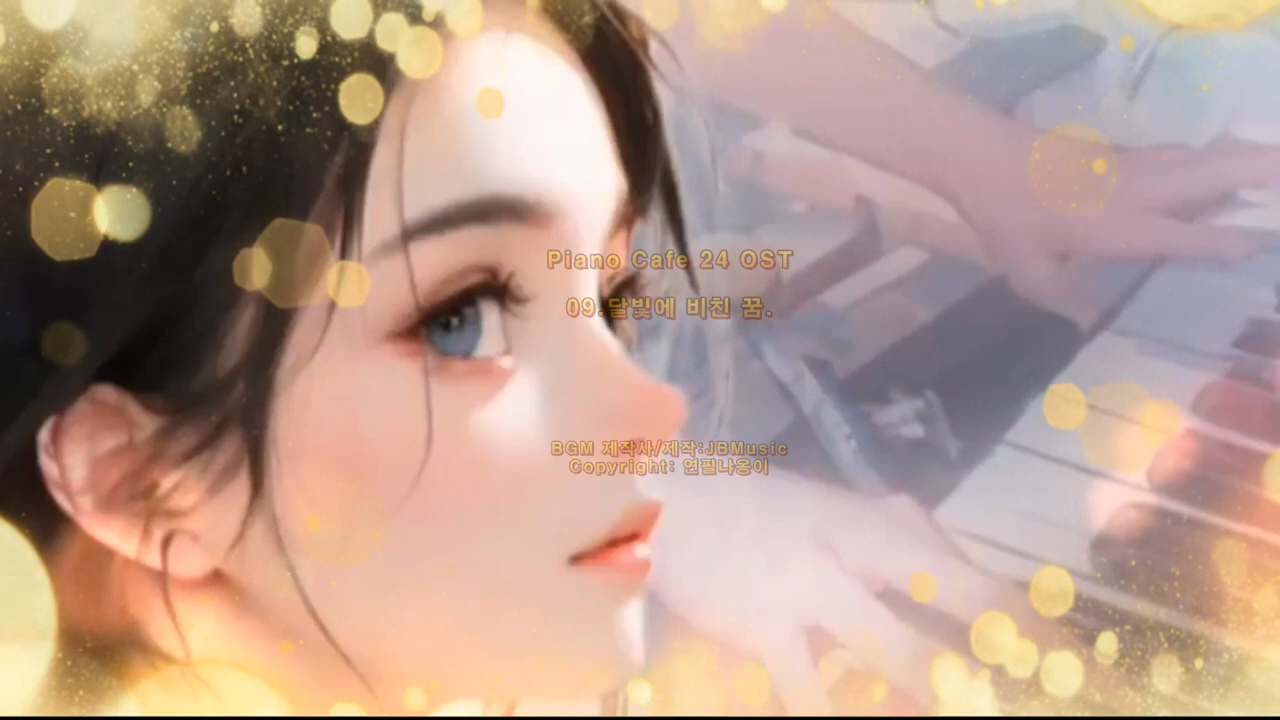 Piano Cafe 24 OST
09.달빛에 비친 꿈.
BGM 제작사/제작:JBMusic
Copyright: 연필나옹이